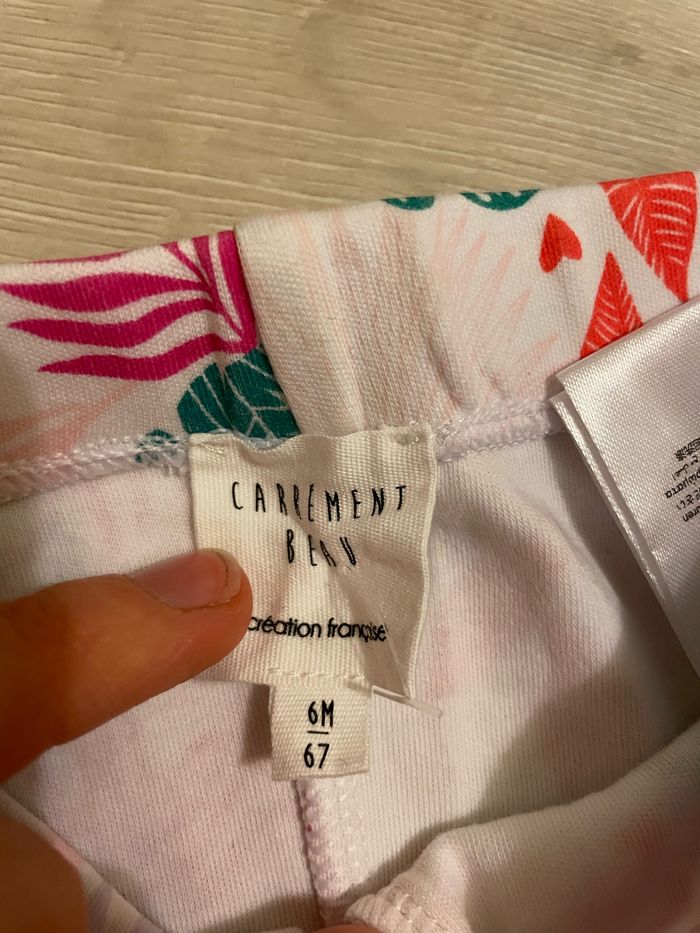 CARREMENT
BEAU
création française
6M
67